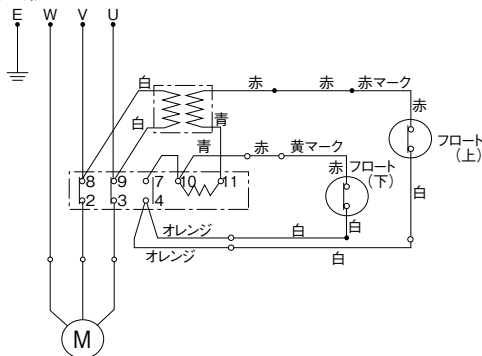 E W V U
白
赤
赤
赤マーク
赤
白
青
青
赤
黄マーク
フロート
(上)
赤
フロート
(下)
8 9 7 10 11
2 3 4
白
白
オレンジ
白
オレンジ
白
M